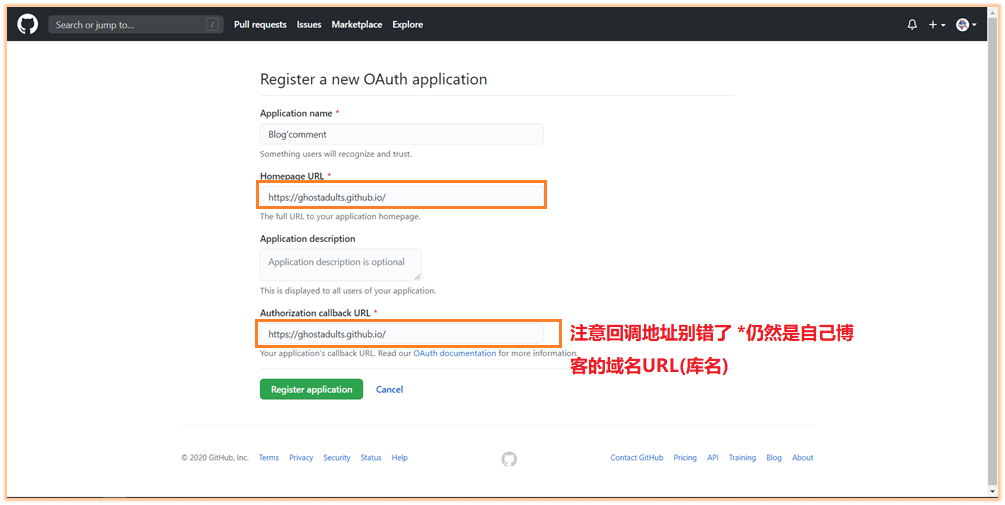 Search or jump to... /
Pull requests Issues Marketplace Explore
Register a new OAuth application
Application name *
Blog'comment
Something users will recognize and trust.
Homepage URL *
https://ghostadults.github.io/
The full URL to your application homepage.
Application description
Application description is optional
This is displayed to all users of your application.
Authorization callback URL *
https://ghostadults.github.io/
注意回调地址别错了 *仍然是自己博
客的域名URL(库名)
Your application's callback URL. Read our OAuth documentation for more information.
Register application Cancel
© 2020 GitHub, Inc. Terms Privacy Security Status Help Contact GitHub Pricing API Training Blog About